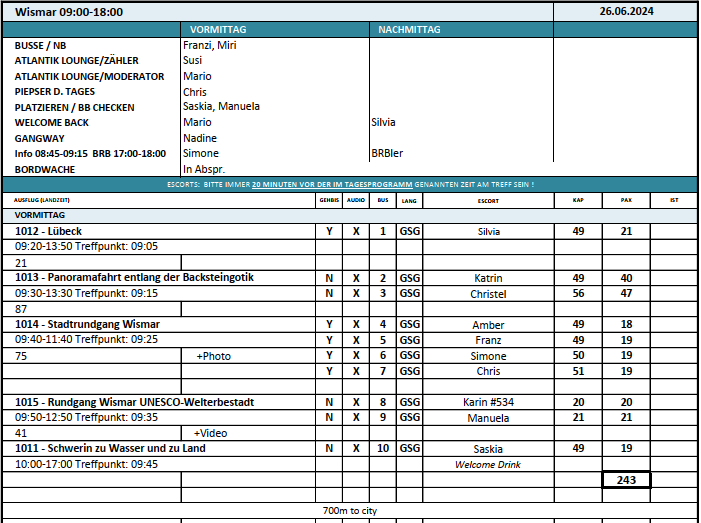 Wismar 09:00-18:00 26.06.2024
VORMITTAG NACHMITTAG
BUSSE / NB Franzi, Miri
ATLANTIK LOUNGE/ZÄHLER Susi
ATLANTIK LOUNGE/MODERATOR Mario
PIEPSER D. TAGES Chris
PLATZIEREN / BB CHECKEN Saskia, Manuela
WELCOME BACK Mario Silvia
GANGWAY Nadine
Info 08:45-09:15 BRB 17:00-18:00 Simone BRBler
BORDWACHE In Abspr.
ESCORTS: BITTE IMMER 20 MINUTEN VOR DER IM TAGESPROGRAMM GENANNTEN ZEIT AM TREFF SEIN !
AUSFLUG (LANDZEIT) GEHBIS AUDIO BUS LANG ESCORT KAP PAX IST
VORMITTAG
1012 - Lübeck Y X 1 GSG Silvia 49 21
09:20-13:50 Treffpunkt: 09:05
21
1013 - Panoramafahrt entlang der Backsteingotik N X 2 GSG Katrin 49 40
09:30-13:30 Treffpunkt: 09:15 N X 3 GSG Christel 56 47
87
1014 - Stadtrundgang Wismar Y X 4 GSG Amber 49 18
09:40-11:40 Treffpunkt: 09:25 Y X 5 GSG Franz 49 19
75 +Photo Y X 6 GSG Simone 50 19
Y X 7 GSG Chris 51 19
1015 - Rundgang Wismar UNESCO-Welterbestadt N X 8 GSG Karin #534 20 20
09:50-12:50 Treffpunkt: 09:35 N X 9 GSG Manuela 21 21
41 +Video
1011 - Schwerin zu Wasser und zu Land N X 10 GSG Saskia 49 19
10:00-17:00 Treffpunkt: 09:45 Welcome Drink
243
700m to city